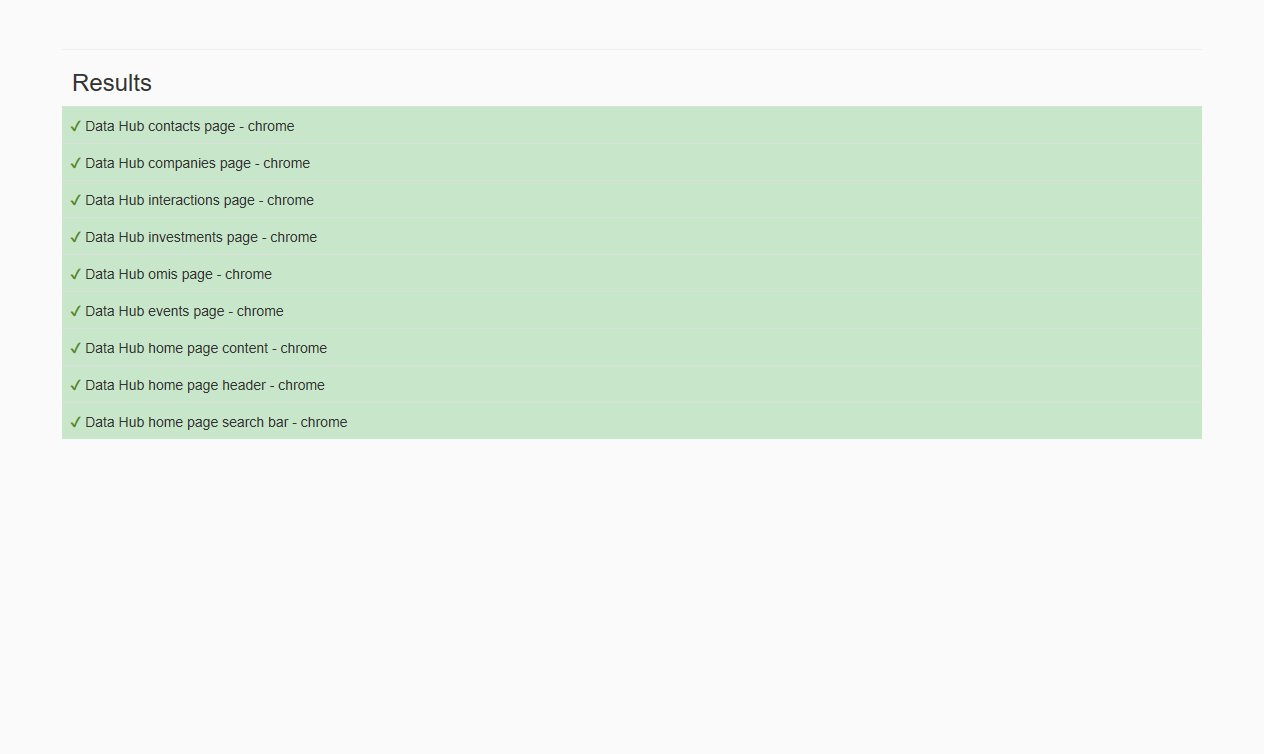 Results
✓ Data Hub contacts page - chrome
✓ Data Hub companies page - chrome
✓ Data Hub interactions page - chrome
✓ Data Hub investments page - chrome
✓ Data Hub omis page - chrome
✓ Data Hub events page - chrome
✓ Data Hub home page content - chrome
✓ Data Hub home page header - chrome
✓ Data Hub home page search bar - chrome